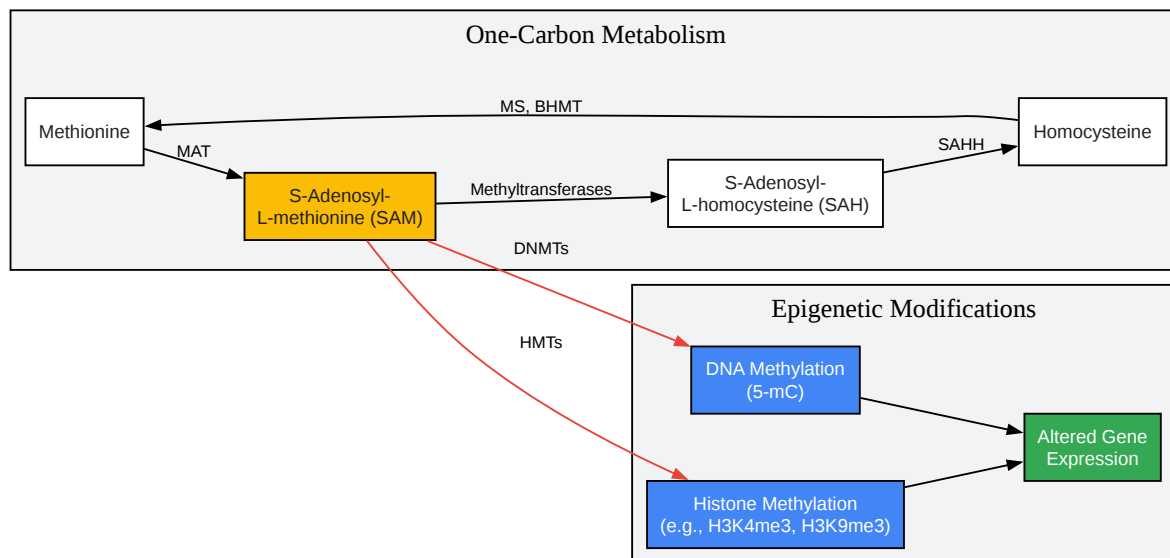 One-Carbon Metabolism
MS, BHMT
Methionine
Homocysteine
MAT
SAHH
S-Adenosyl-
L-methionine (SAM)
Methyltransferases
S-Adenosyl-
L-homocysteine (SAH)
DNMTs
Epigenetic Modifications
HMTs
DNA Methylation
(5-mC)
Altered Gene
Expression
Histone Methylation
(e.g., H3K4me3, H3K9me3)